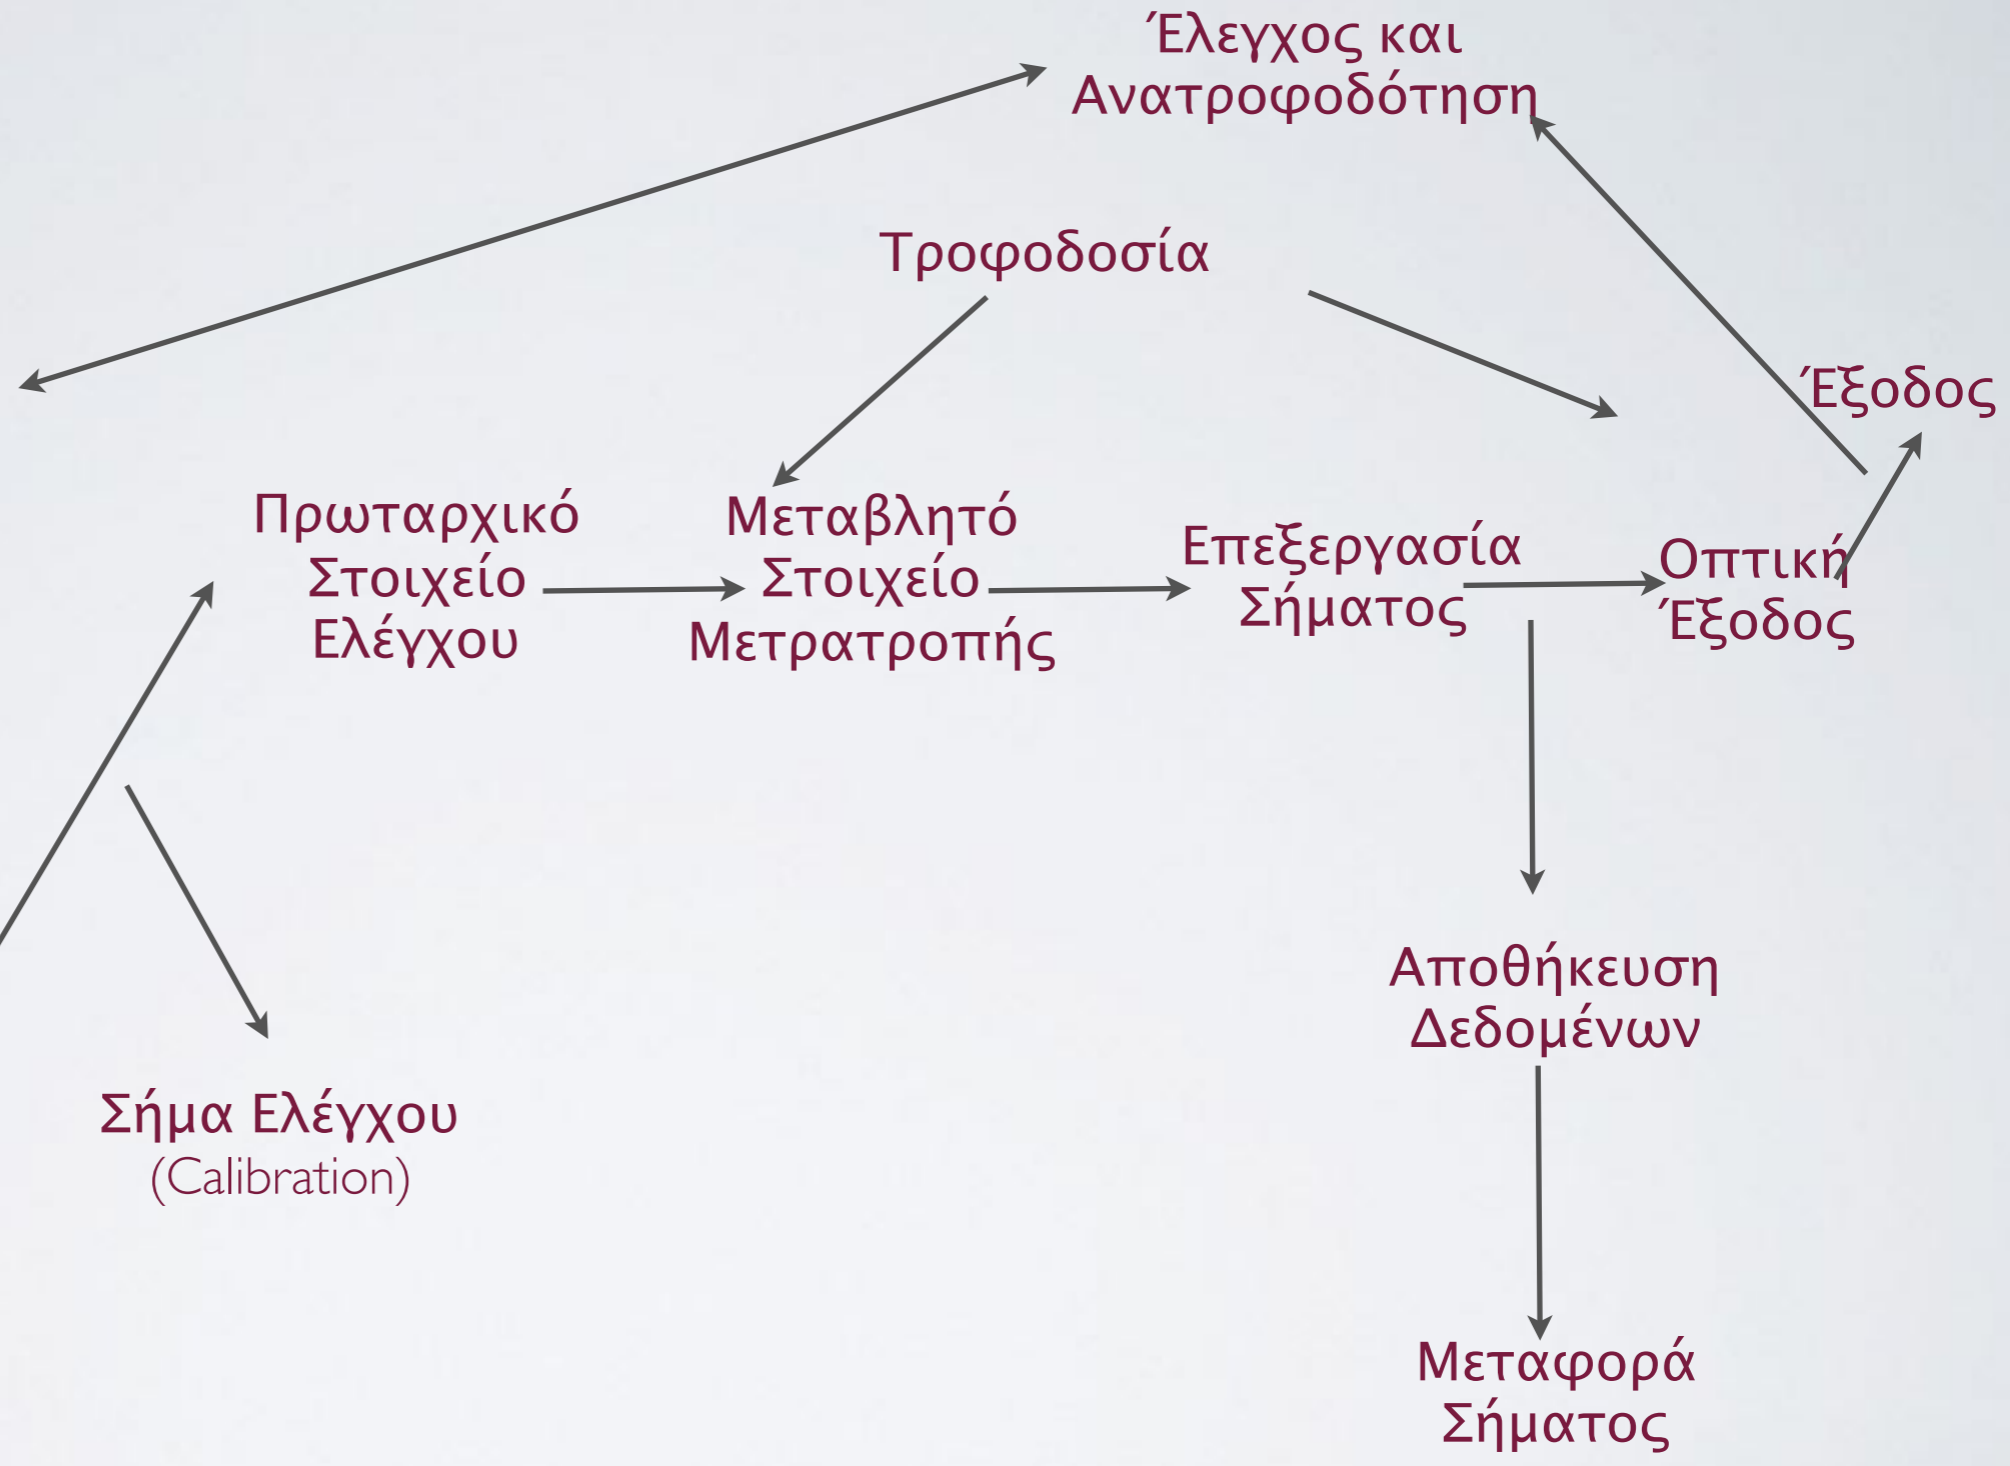 Έλεγχος και
Ανατροφοδότηση
Τροφοδοσία
Έξοδος
Πρωταρχικό
Στοιχείο
Ελέγχου
Μεταβλητό
Στοιχείο
Μετρατροπής
Επεξεργασία
Σήματος
Οπτική
Έξοδος
Αποθήκευση
Δεδομένων
Σήμα Ελέγχου
(Calibration)
Μεταφορά
Σήματος